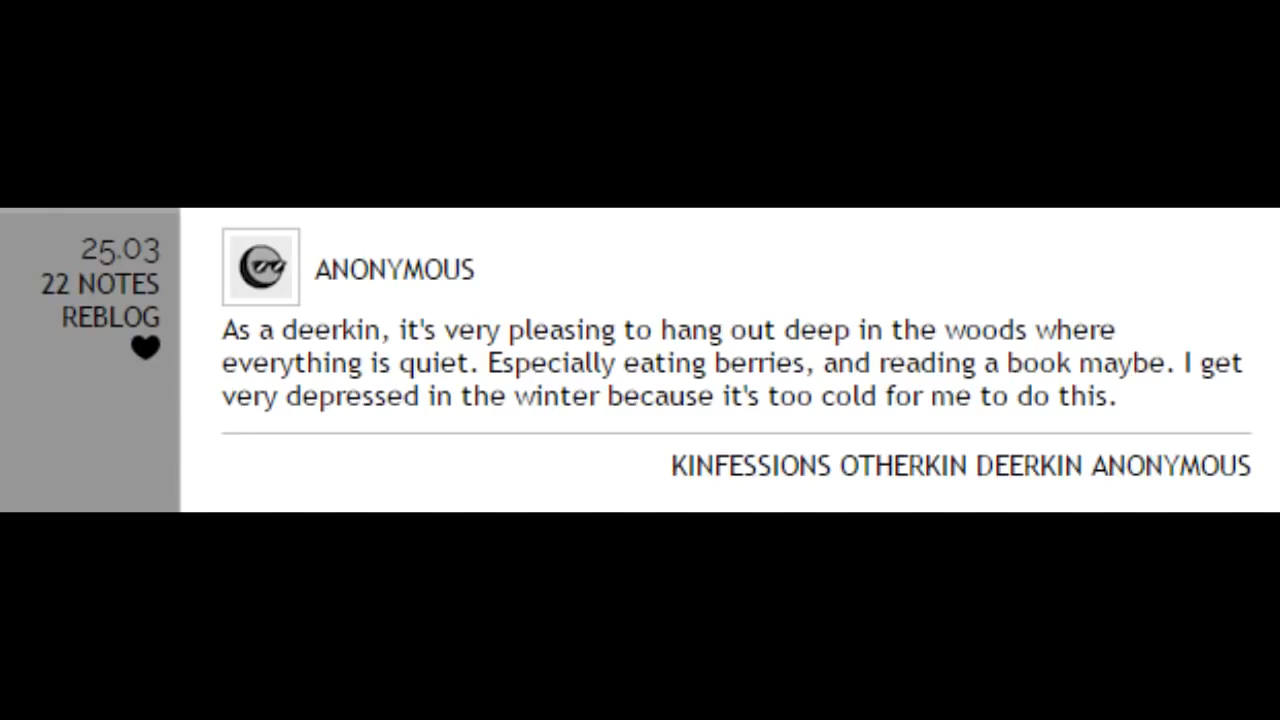 25.03
22 NOTES
REBLOG
ANONYMOUS
As a deerkin, it's very pleasing to hang out deep in the woods where
everything is quiet. Especially eating berries, and reading a book maybe. I get
very depressed in the winter because it's too cold for me to do this.
KINFESSIONS OTHERKIN DEERKIN ANONYMOUS